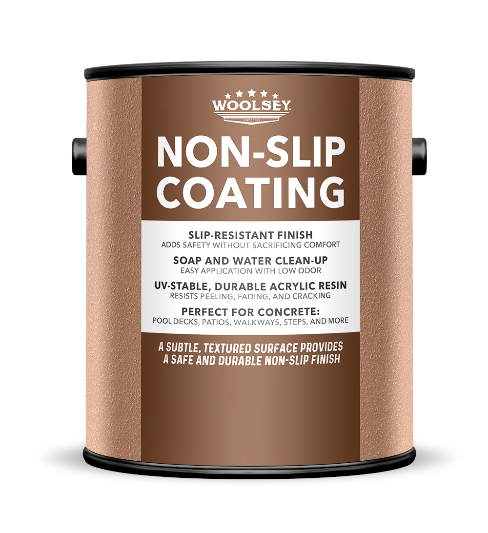 WOOLSEY
NON-SLIP
COATING
SLIP-RESISTANT FINISH
ADDS SAFETY WITHOUT SACRIFICING COMFORT
SOAP AND WATER CLEAN-UP
EASY APPLICATION WITH LOW ODOR
UV-STABLE, DURABLE ACRYLIC RESIN
RESISTS PEELING, FADING, AND CRACKING
PERFECT FOR CONCRETE:
POOL DECKS, PATIOS, WALKWAYS, STEPS, AND MORE
A SUBTLE, TEXTURED SURFACE PROVIDES
A SAFE AND DURABLE NON-SLIP FINISH